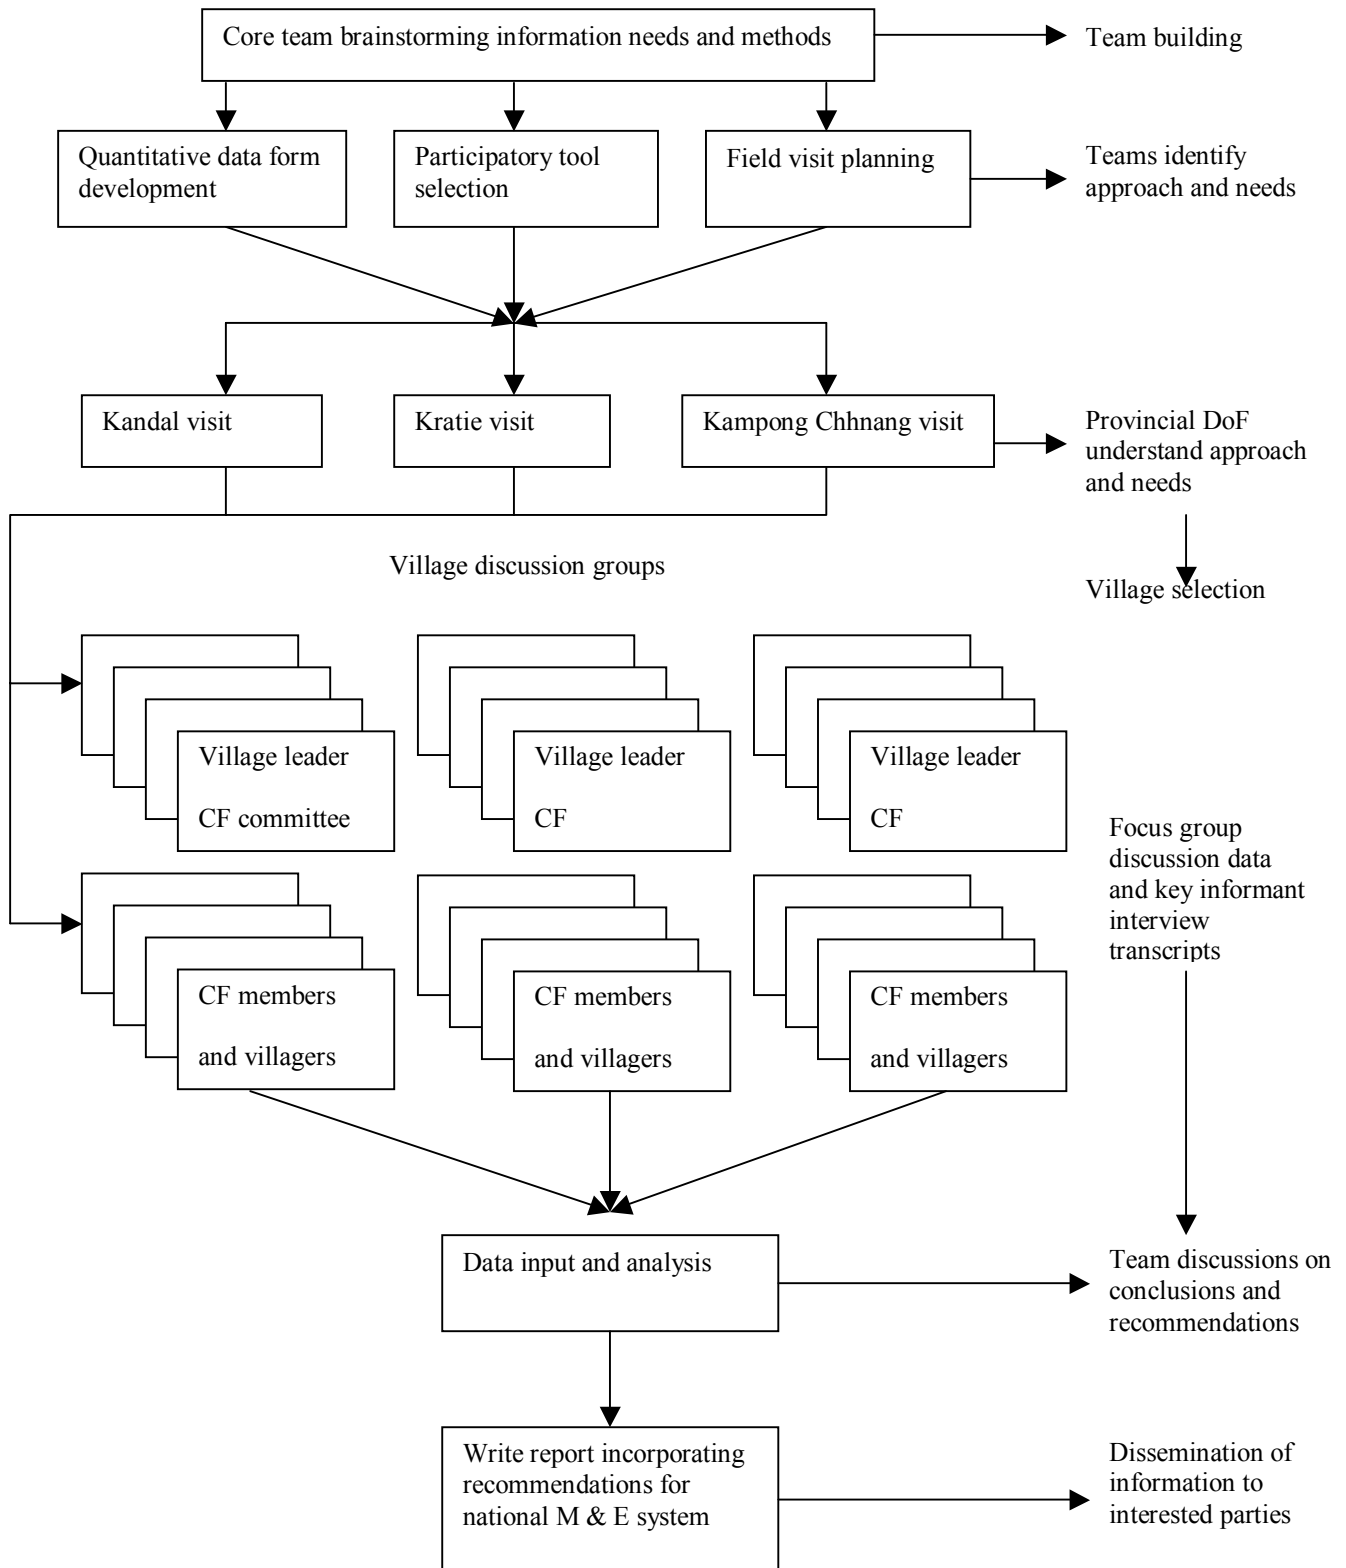 Core team brainstorming information needs and methods
Team building
Quantitative data form
development
Participatory tool
selection
Field visit planning
Teams identify
approach and needs
Kandal visit
Kratie visit
Kampong Chhnang visit
Provincial DoF
understand approach
and needs
Village discussion groups
Village selection
Village leader
CF committee
Village leader
CF
Village leader
CF
Focus group
discussion data
and key informant
interview
transcripts
CF members
and villagers
CF members
and villagers
CF members
and villagers
Data input and analysis
Team discussions on
conclusions and
recommendations
Write report incorporating
recommendations for
national M & E system
Dissemination of
information to
interested parties